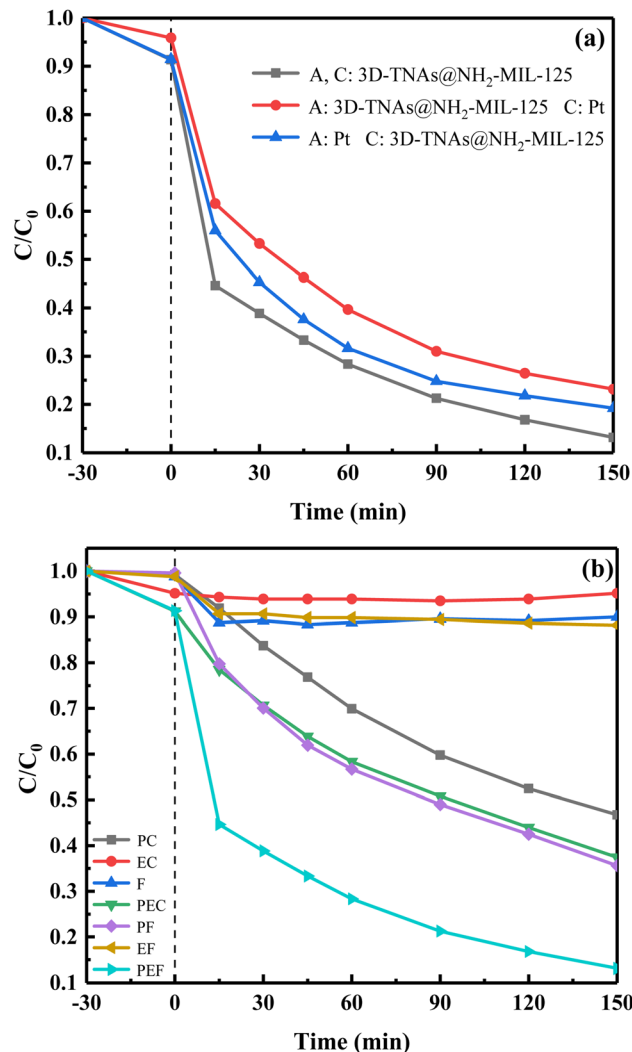 (a)
A, C: 3D-TNAs@NH₂-MIL-125
A: 3D-TNAs@NH₂-MIL-125 C: Pt
A: Pt C: 3D-TNAs@NH₂-MIL-125
C/C₀
1.0
0.9
0.8
0.7
0.6
0.5
0.4
0.3
0.2
0.1
-30 0 30 60 90 120 150
Time (min)
(b)
C/C₀
1.0
0.9
0.8
0.7
0.6
0.5
0.4
0.3
0.2
0.1
PC
EC
F
PEC
PF
EF
PEF
-30 0 30 60 90 120 150
Time (min)